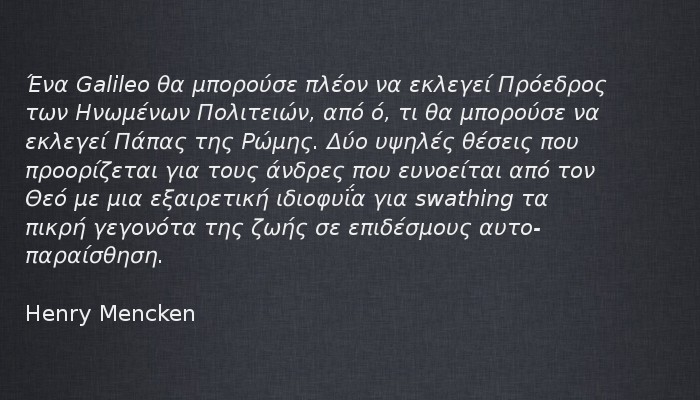 Ένα Galileo θα μπορούσε πλέον να εκλεγεί Πρόεδρος
των Ηνωμένων Πολιτειών, από ό, τι θα μπορούσε να
εκλεγεί Πάπας της Ρώμης. Δύο υψηλές θέσεις που
προορίζεται για τους άνδρες που ευνοείται από τον
Θεό με μια εξαιρετική ιδιοφυΐα για swathing τα
πικρή γεγονότα της ζωής σε επιδέσμους αυτο-
παραίσθηση.
Henry Mencken